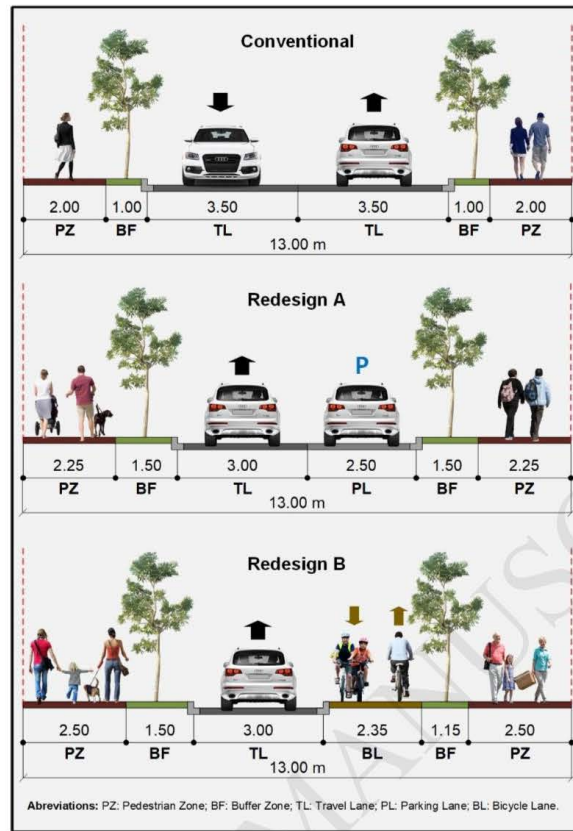 Conventional
2.00 1.00 3.50 3.50 1.00 2.00
PZ BF TL TL BF PZ
13.00 m
Redesign A
P
2.25 1.50 3.00 2.50 1.50 2.25
PZ BF TL PL BF PZ
13.00 m
Redesign B
2.50 1.50 3.00 2.35 1.15 2.50
PZ BF TL BL BF PZ
13.00 m
Abreviations: PZ: Pedestrian Zone; BF: Buffer Zone; TL: Travel Lane; PL: Parking Lane; BL: Bicycle Lane.
MANUSC